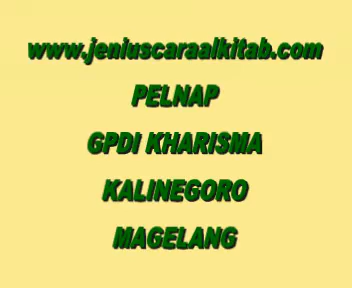 www.jeniuscaraalkitab.com
PELNAP
GPDI KHARISMA
KALINEGORO
MAGELANG